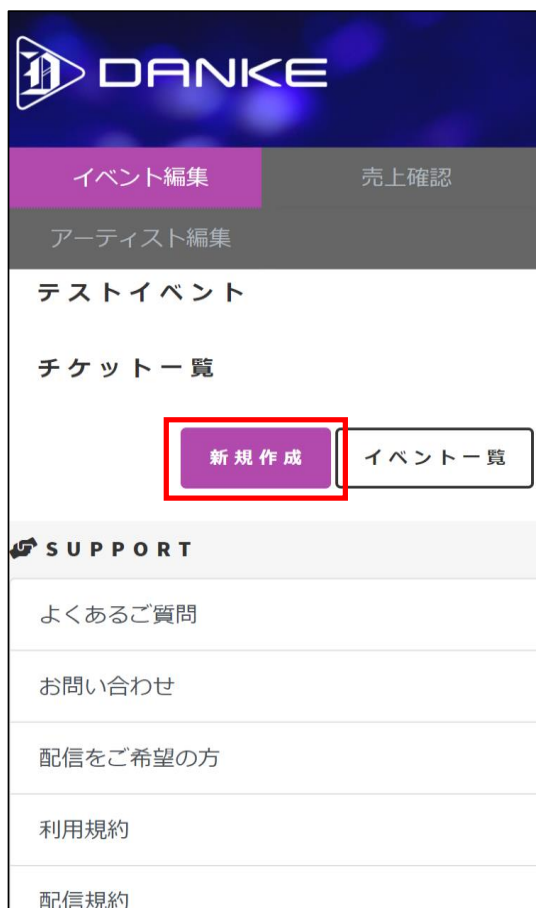 DANKE
イベント編集 売上確認
アーティスト編集
テストイベント
チケット一覧
新規作成 イベント一覧
SUPPORT
よくあるご質問
お問い合わせ
配信をご希望の方
利用規約
配信規約